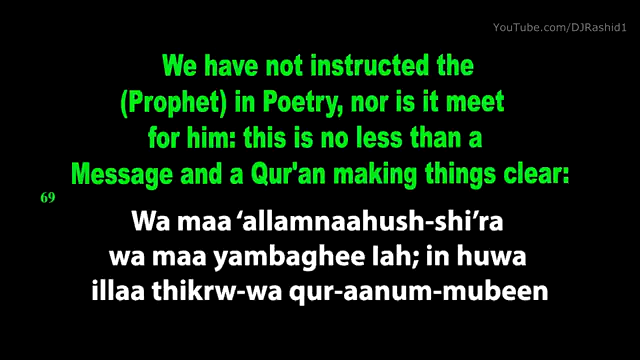 YouTube.com/DJRashid1
We have not instructed the
(Prophet) in Poetry, nor is it meet
for him: this is no less than a
Message and a Qur'an making things clear:
69
Wa maa ‘allamnaahush-shi’ra
wa maa yambaghee lah; in huwa
illaa thikrw-wa qur-aanum-mubeen